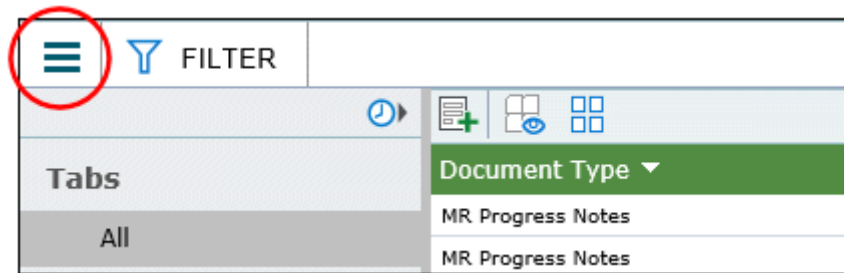 FILTER
Tabs
All
Document Type
MR Progress Notes
MR Progress Notes